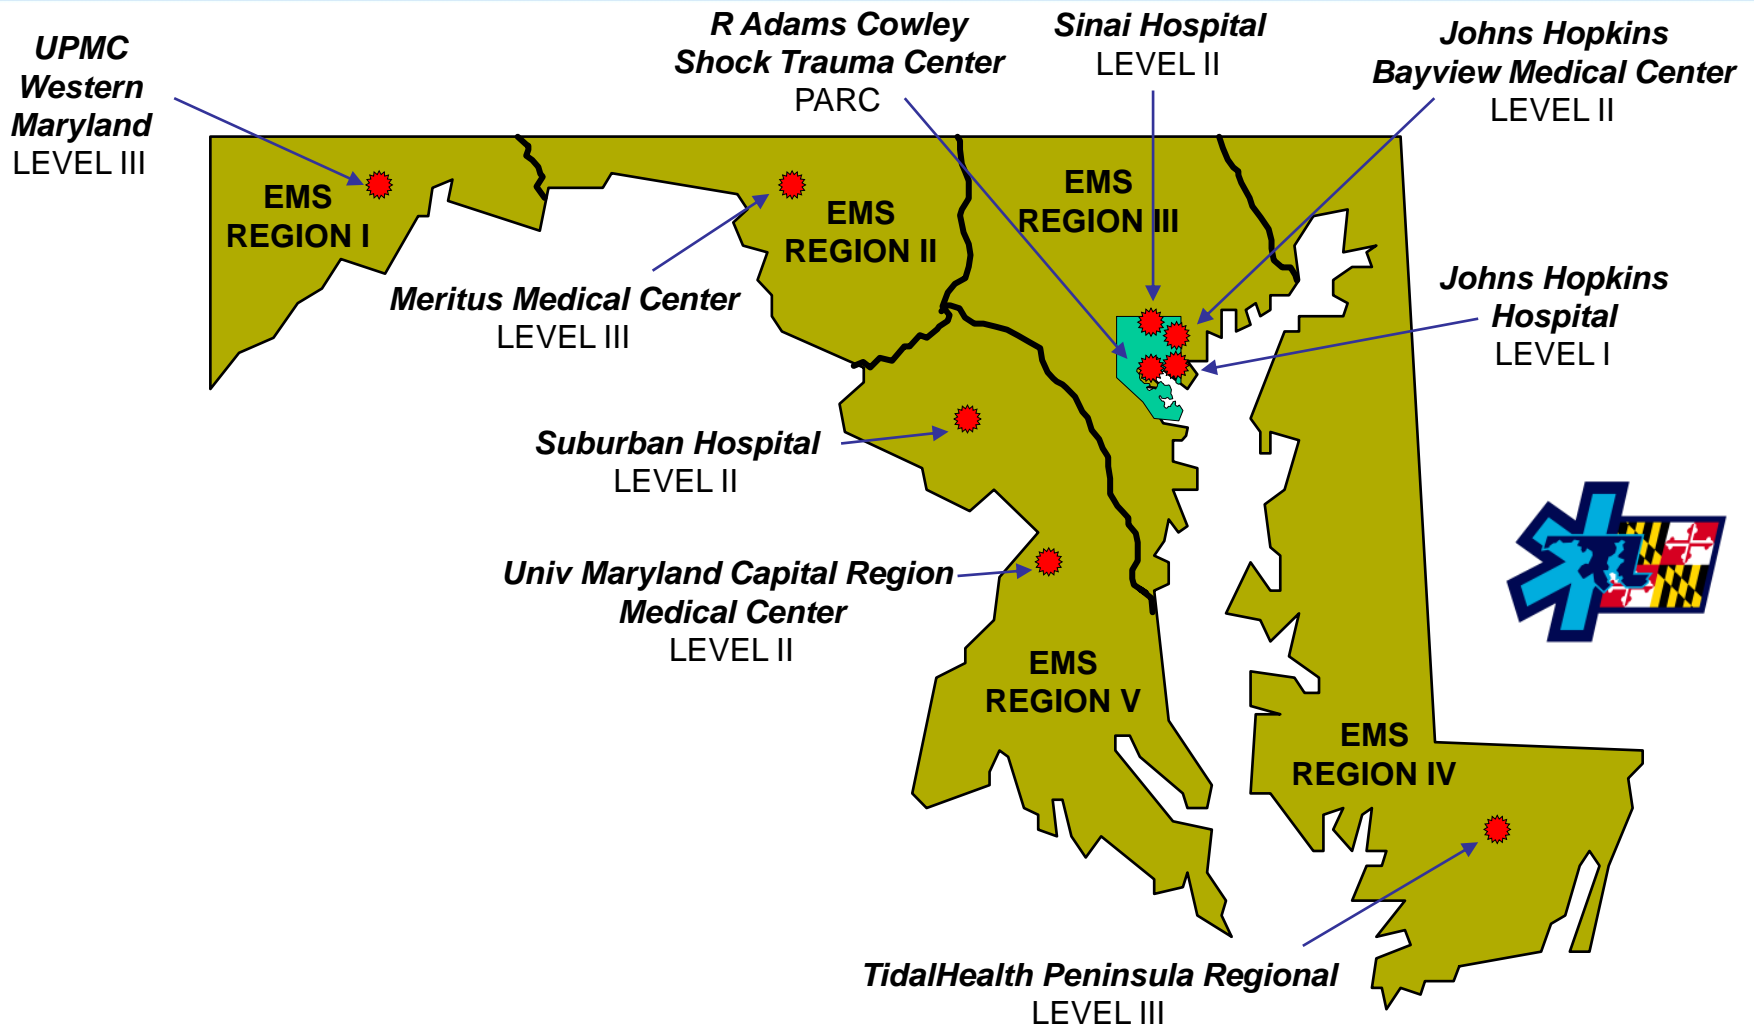 UPMC
Western
Maryland
LEVEL III
R Adams Cowley
Shock Trauma Center
PARC
Sinai Hospital
LEVEL II
Johns Hopkins
Bayview Medical Center
LEVEL II
EMS
REGION I
EMS
REGION II
EMS
REGION III
Meritus Medical Center
LEVEL III
Johns Hopkins
Hospital
LEVEL I
Suburban Hospital
LEVEL II
Univ Maryland Capital Region
Medical Center
LEVEL II
EMS
REGION V
EMS
REGION IV
TidalHealth Peninsula Regional
LEVEL III